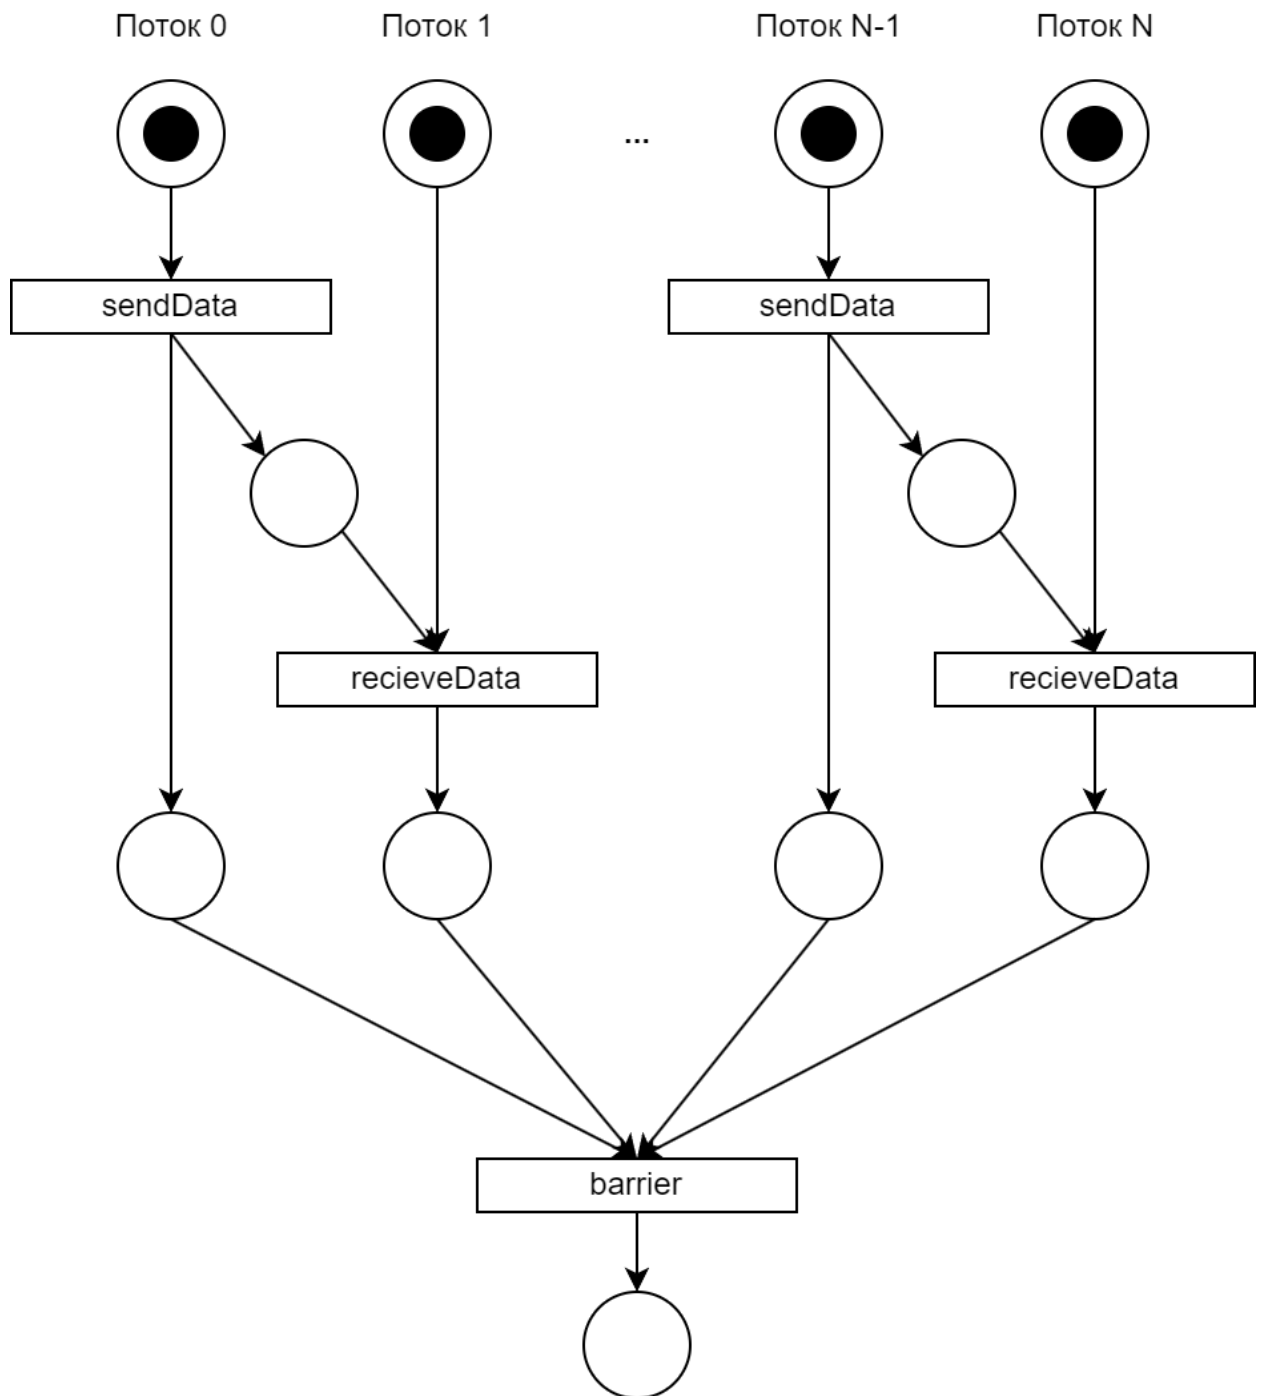 Поток 0
Поток 1
...
Поток N-1
Поток N
sendData
sendData
recieveData
recieveData
barrier